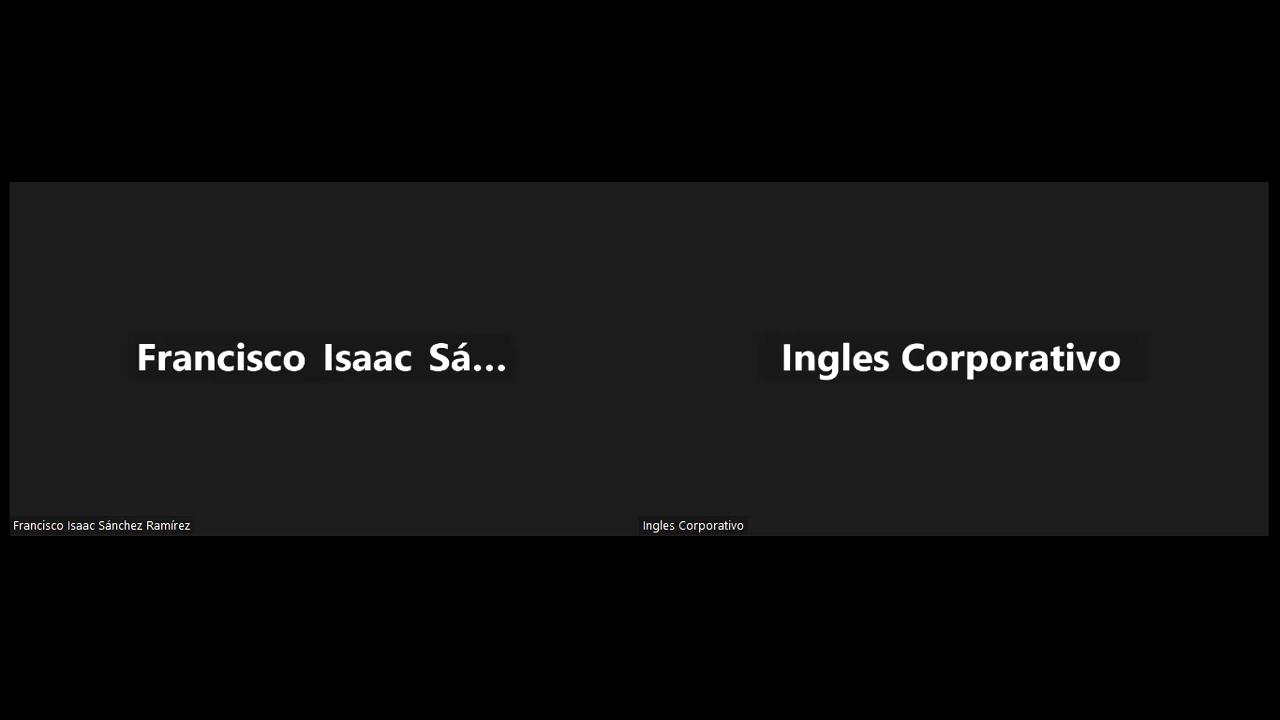 Francisco Isaac Sá...
Ingles Corporativo
Francisco Isaac Sánchez Ramírez
Ingles Corporativo